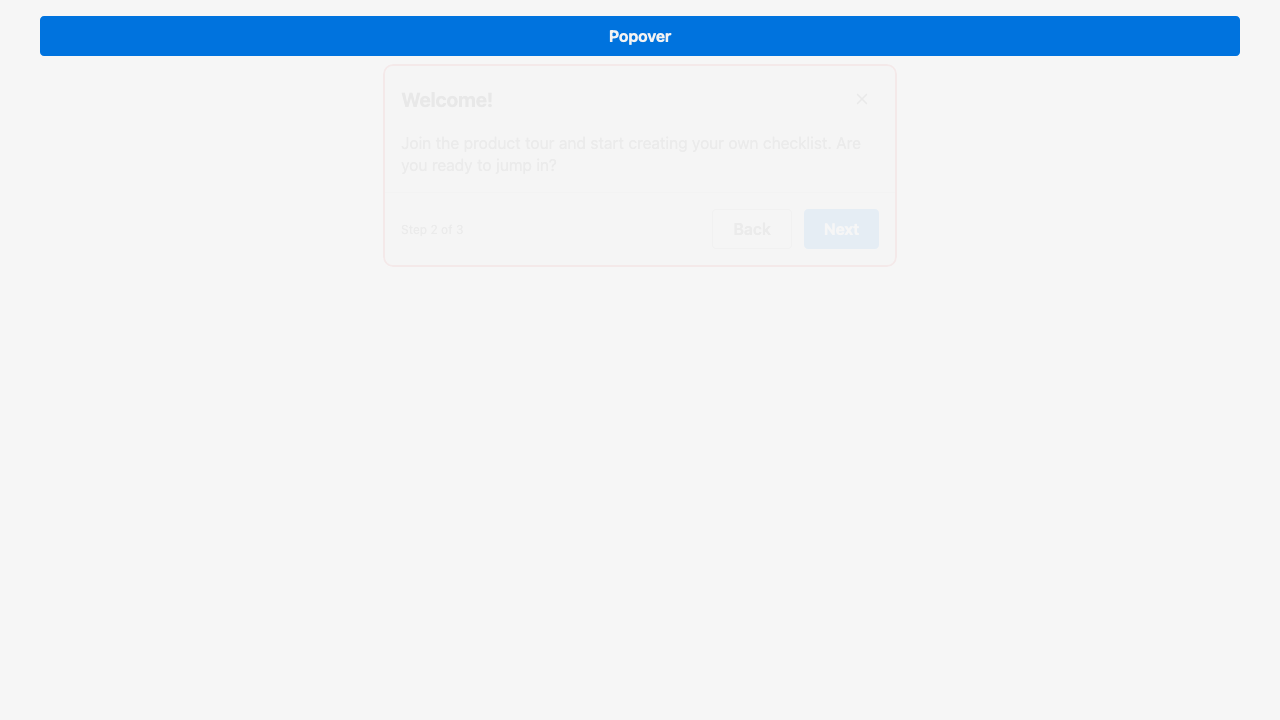 Popover
Welcome!
Join the product tour and start creating your own checklist. Are
you ready to jump in?
Step 2 of 3
Back
Next